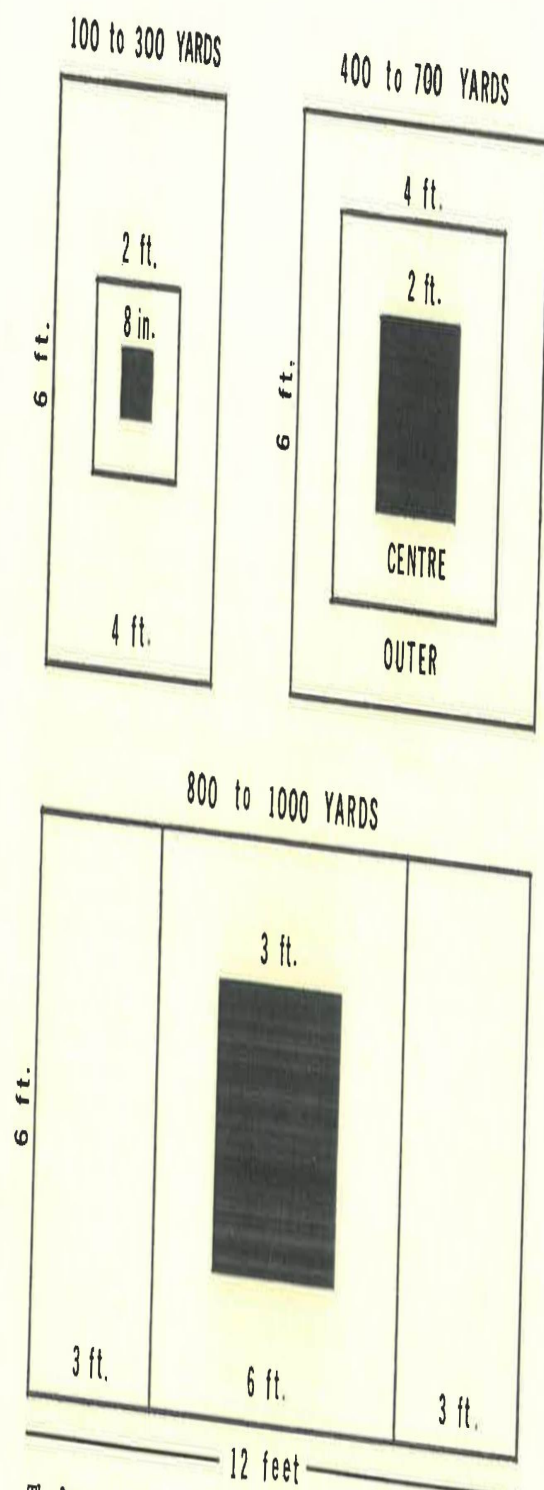 100 to 300 YARDS
2 ft.
8 in.
6 ft.
4 ft.
400 to 700 YARDS
4 ft.
2 ft.
6 ft.
CENTRE
OUTER
800 to 1000 YARDS
3 ft.
6 ft.
3 ft.
6 ft.
3 ft.
12 feet